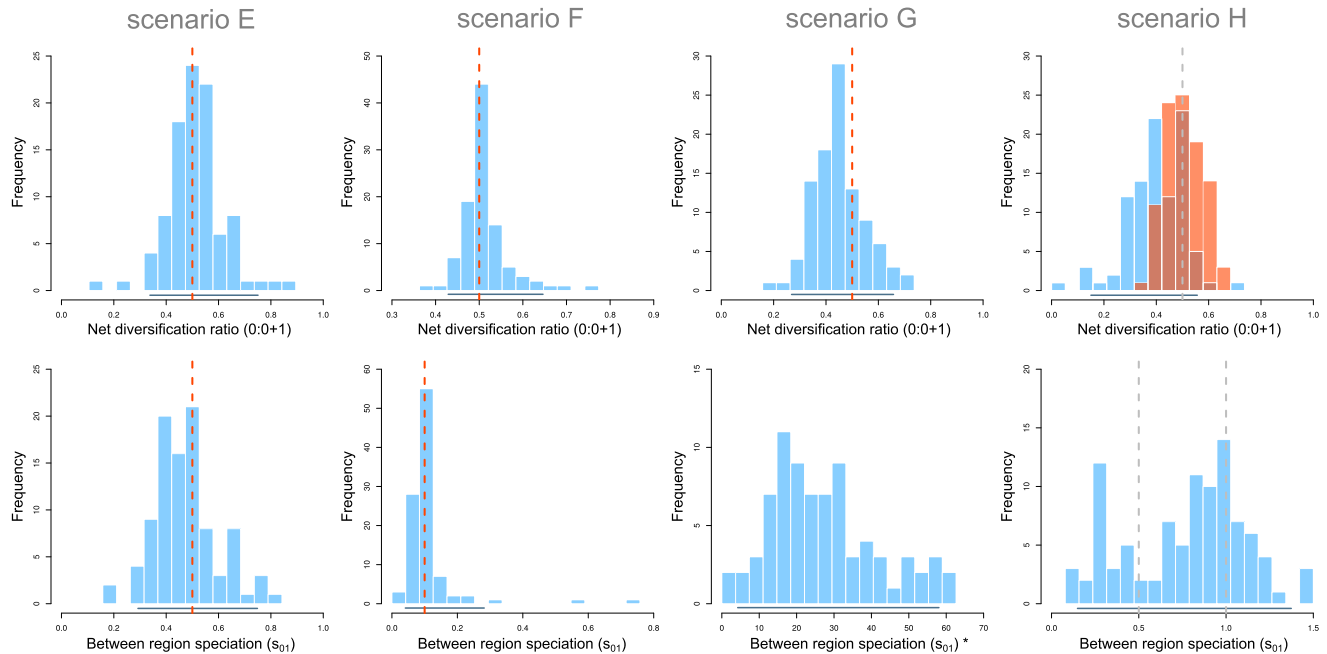 scenario E
scenario F
scenario G
scenario H
Frequency
0 5 10 15 20 25
0.0 0.2 0.4 0.6 0.8 1.0
Net diversification ratio (0:0+1)
Frequency
0 10 20 30 40 50
0.3 0.4 0.5 0.6 0.7 0.8 0.9
Net diversification ratio (0:0+1)
Frequency
0 5 10 15 20 25 30
0.0 0.2 0.4 0.6 0.8 1.0
Net diversification ratio (0:0+1)
Frequency
0 5 10 15 20 25 30
0.0 0.2 0.4 0.6 0.8 1.0
Net diversification ratio (0:0+1)
Frequency
0 5 10 15 20 25
0.0 0.2 0.4 0.6 0.8 1.0
Between region speciation (s01)
Frequency
0 10 20 30 40 50 60
0.0 0.2 0.4 0.6 0.8
Between region speciation (s01)
Frequency
0 5 10 15
0 10 20 30 40 50 60 70
Between region speciation (s01) *
Frequency
0 5 10 15 20
0.0 0.5 1.0 1.5
Between region speciation (s01)